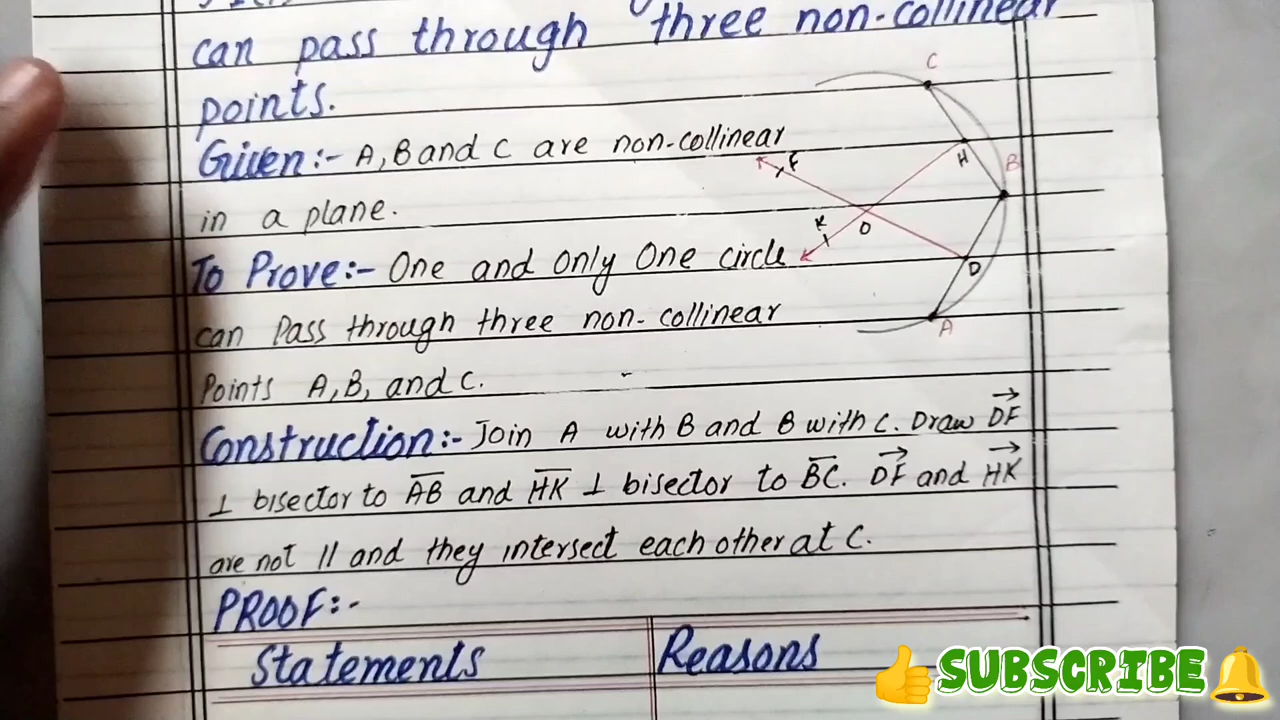 can pass through three non-collinear
points.
Given:- A, B and C are non-collinear
in a plane.
To Prove:- One and only One circle
can Pass through three non-collinear
Points A, B, and C.
Construction:- Join A with B and B with C. Draw DF
⊥ bisector to AB and HK ⊥ bisector to BC. DF and HK
are not // and they intersect each other at C.
PROOF:-
Statements Reasons
C
H
B
F
K
O
D
A
👍SUBSCRIBE🔔